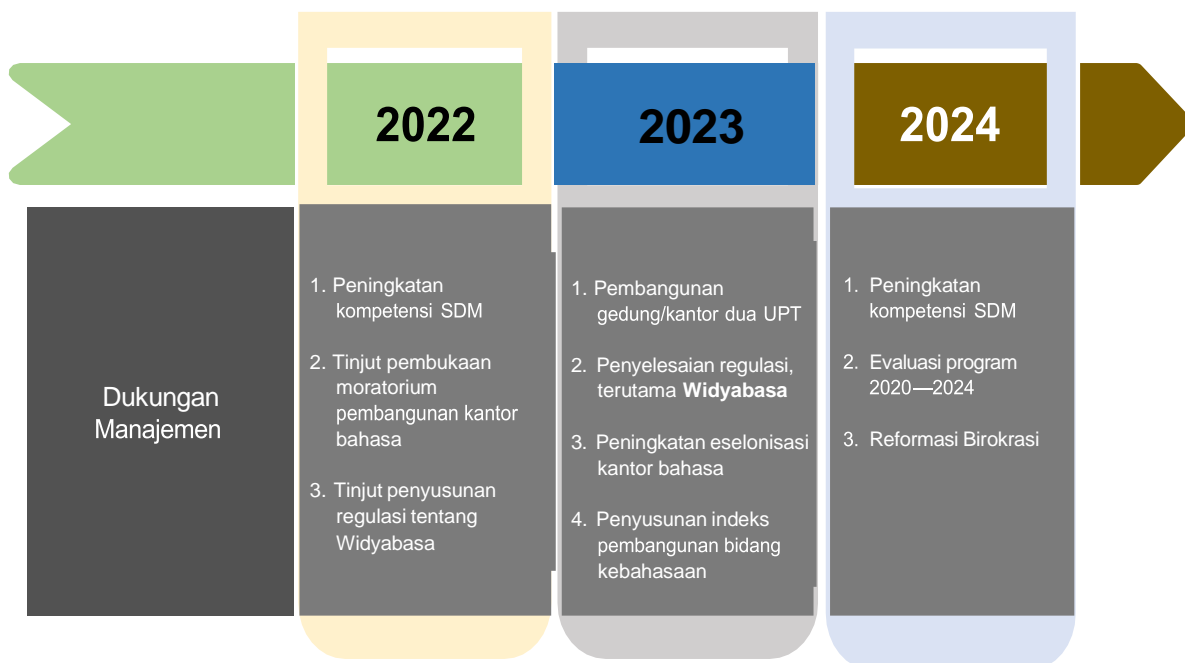 2022
2023
2024
Dukungan
Manajemen
1. Peningkatan
kompetensi SDM
2. Tinjut pembukaan
moratorium
pembangunan kantor
bahasa
3. Tinjut penyusunan
regulasi tentang
Widyabasa
1. Pembangunan
gedung/kantor dua UPT
2. Penyelesaian regulasi,
terutama Widyabasa
3. Peningkatan eselonisasi
kantor bahasa
4. Penyusunan indeks
pembangunan bidang
kebahasaan
1. Peningkatan
kompetensi SDM
2. Evaluasi program
2020—2024
3. Reformasi Birokrasi